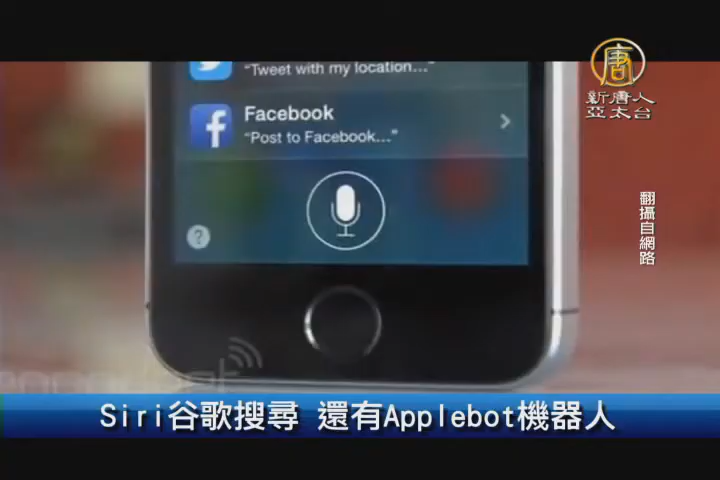 "Tweet with my location..."
Facebook
"Post to Facebook..."
?
唐
新唐人
亞太台
翻攝自網路
Siri谷歌搜尋 還有Applebot機器人